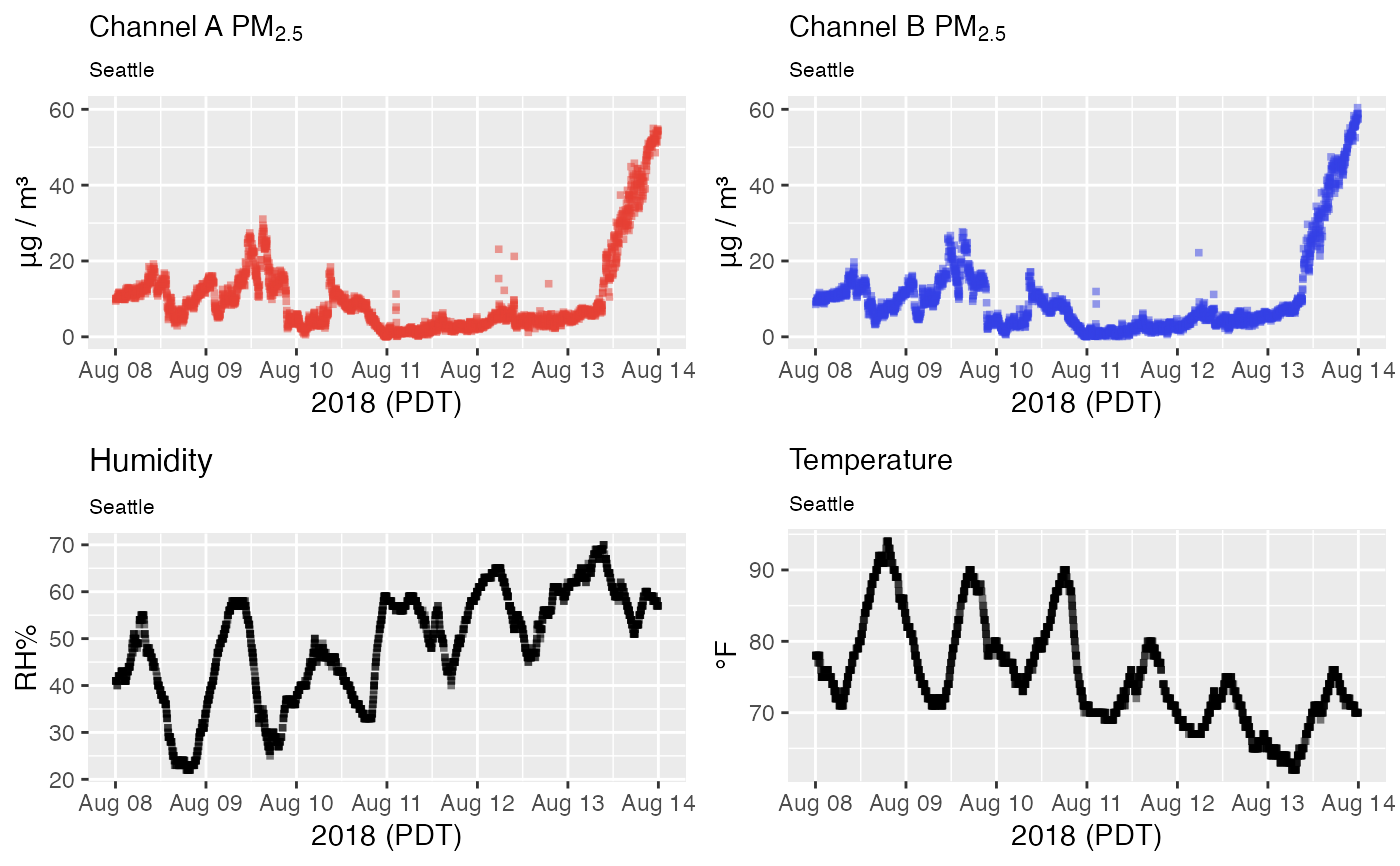 Channel A PM2.5
Seattle
60
40
20
0
µg / m³
Aug 08 Aug 09 Aug 10 Aug 11 Aug 12 Aug 13 Aug 14
2018 (PDT)
Channel B PM2.5
Seattle
60
40
20
0
µg / m³
Aug 08 Aug 09 Aug 10 Aug 11 Aug 12 Aug 13 Aug 14
2018 (PDT)
Humidity
Seattle
70
60
50
40
30
20
RH%
Aug 08 Aug 09 Aug 10 Aug 11 Aug 12 Aug 13 Aug 14
2018 (PDT)
Temperature
Seattle
90
80
70
°F
Aug 08 Aug 09 Aug 10 Aug 11 Aug 12 Aug 13 Aug 14
2018 (PDT)